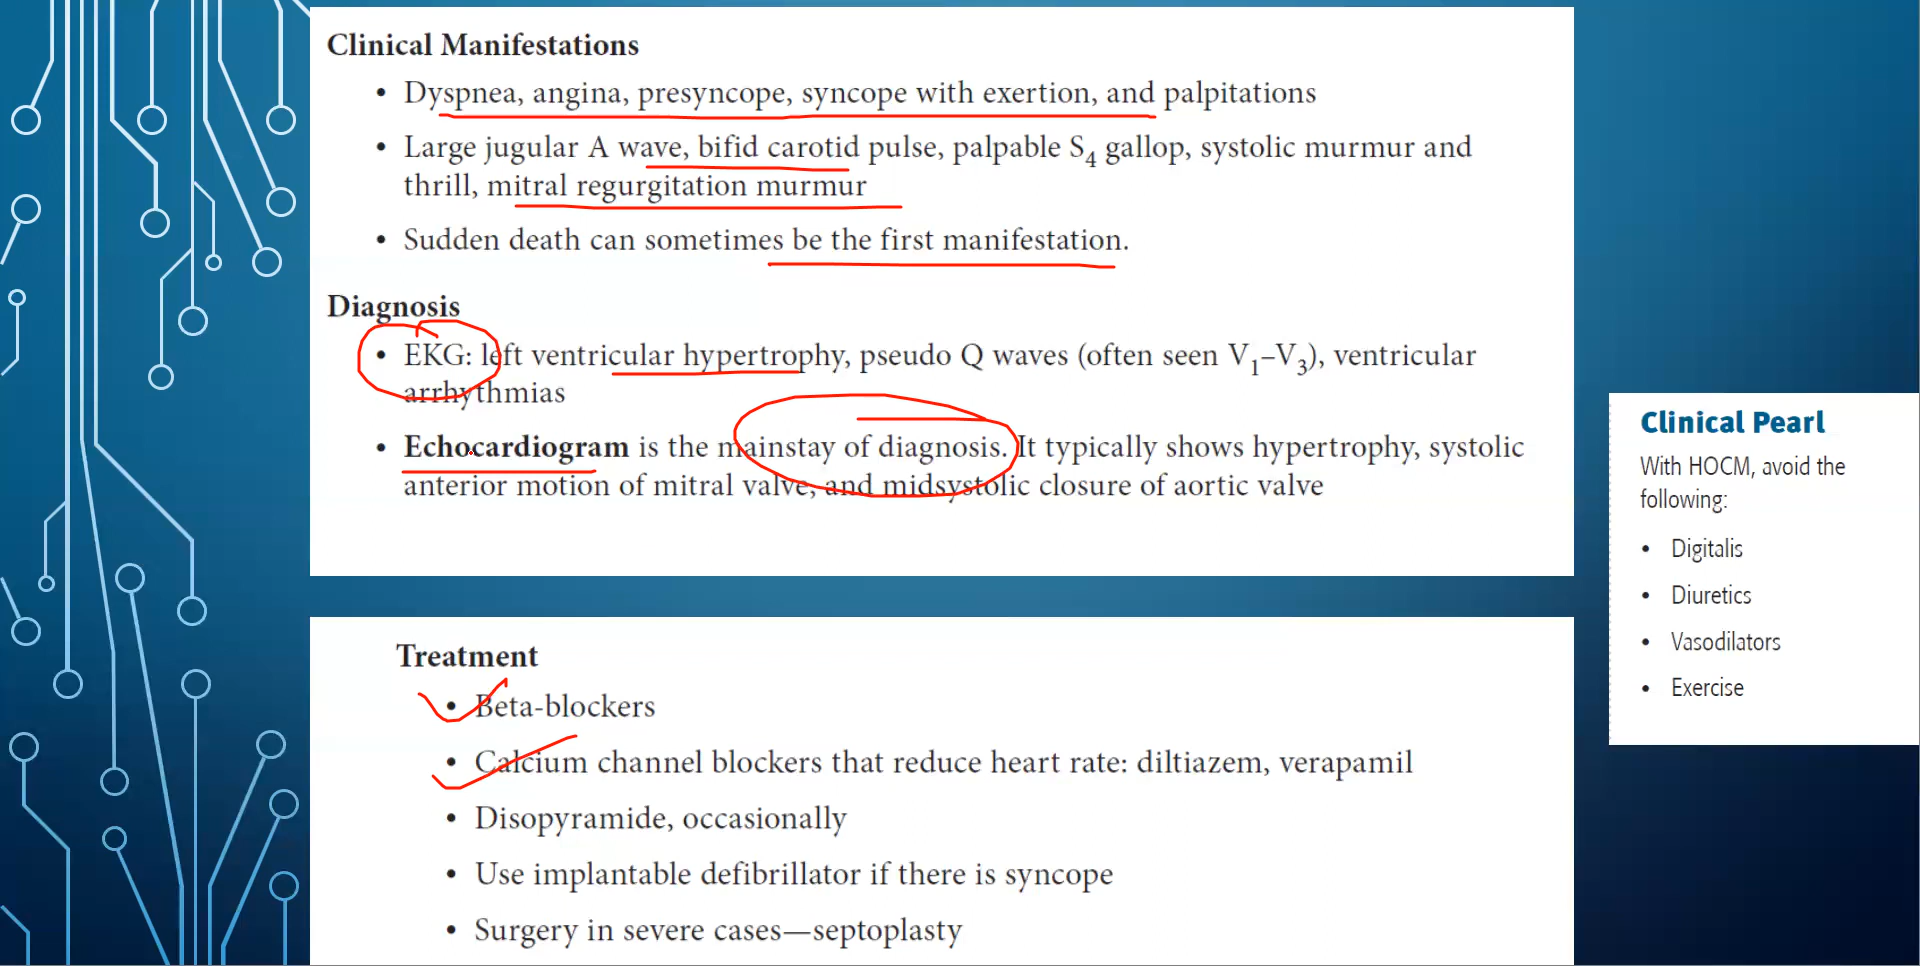 Clinical Manifestations
• Dyspnea, angina, presyncope, syncope with exertion, and palpitations
• Large jugular A wave, bifid carotid pulse, palpable S4 gallop, systolic murmur and
thrill, mitral regurgitation murmur
• Sudden death can sometimes be the first manifestation.
Diagnosis
• EKG: left ventricular hypertrophy, pseudo Q waves (often seen V1–V3), ventricular
arrhythmias
• Echocardiogram is the mainstay of diagnosis. It typically shows hypertrophy, systolic
anterior motion of mitral valve, and midsystolic closure of aortic valve
Treatment
• Beta-blockers
• Calcium channel blockers that reduce heart rate: diltiazem, verapamil
• Disopyramide, occasionally
• Use implantable defibrillator if there is syncope
• Surgery in severe cases—septoplasty
Clinical Pearl
With HOCM, avoid the
following:
• Digitalis
• Diuretics
• Vasodilators
• Exercise